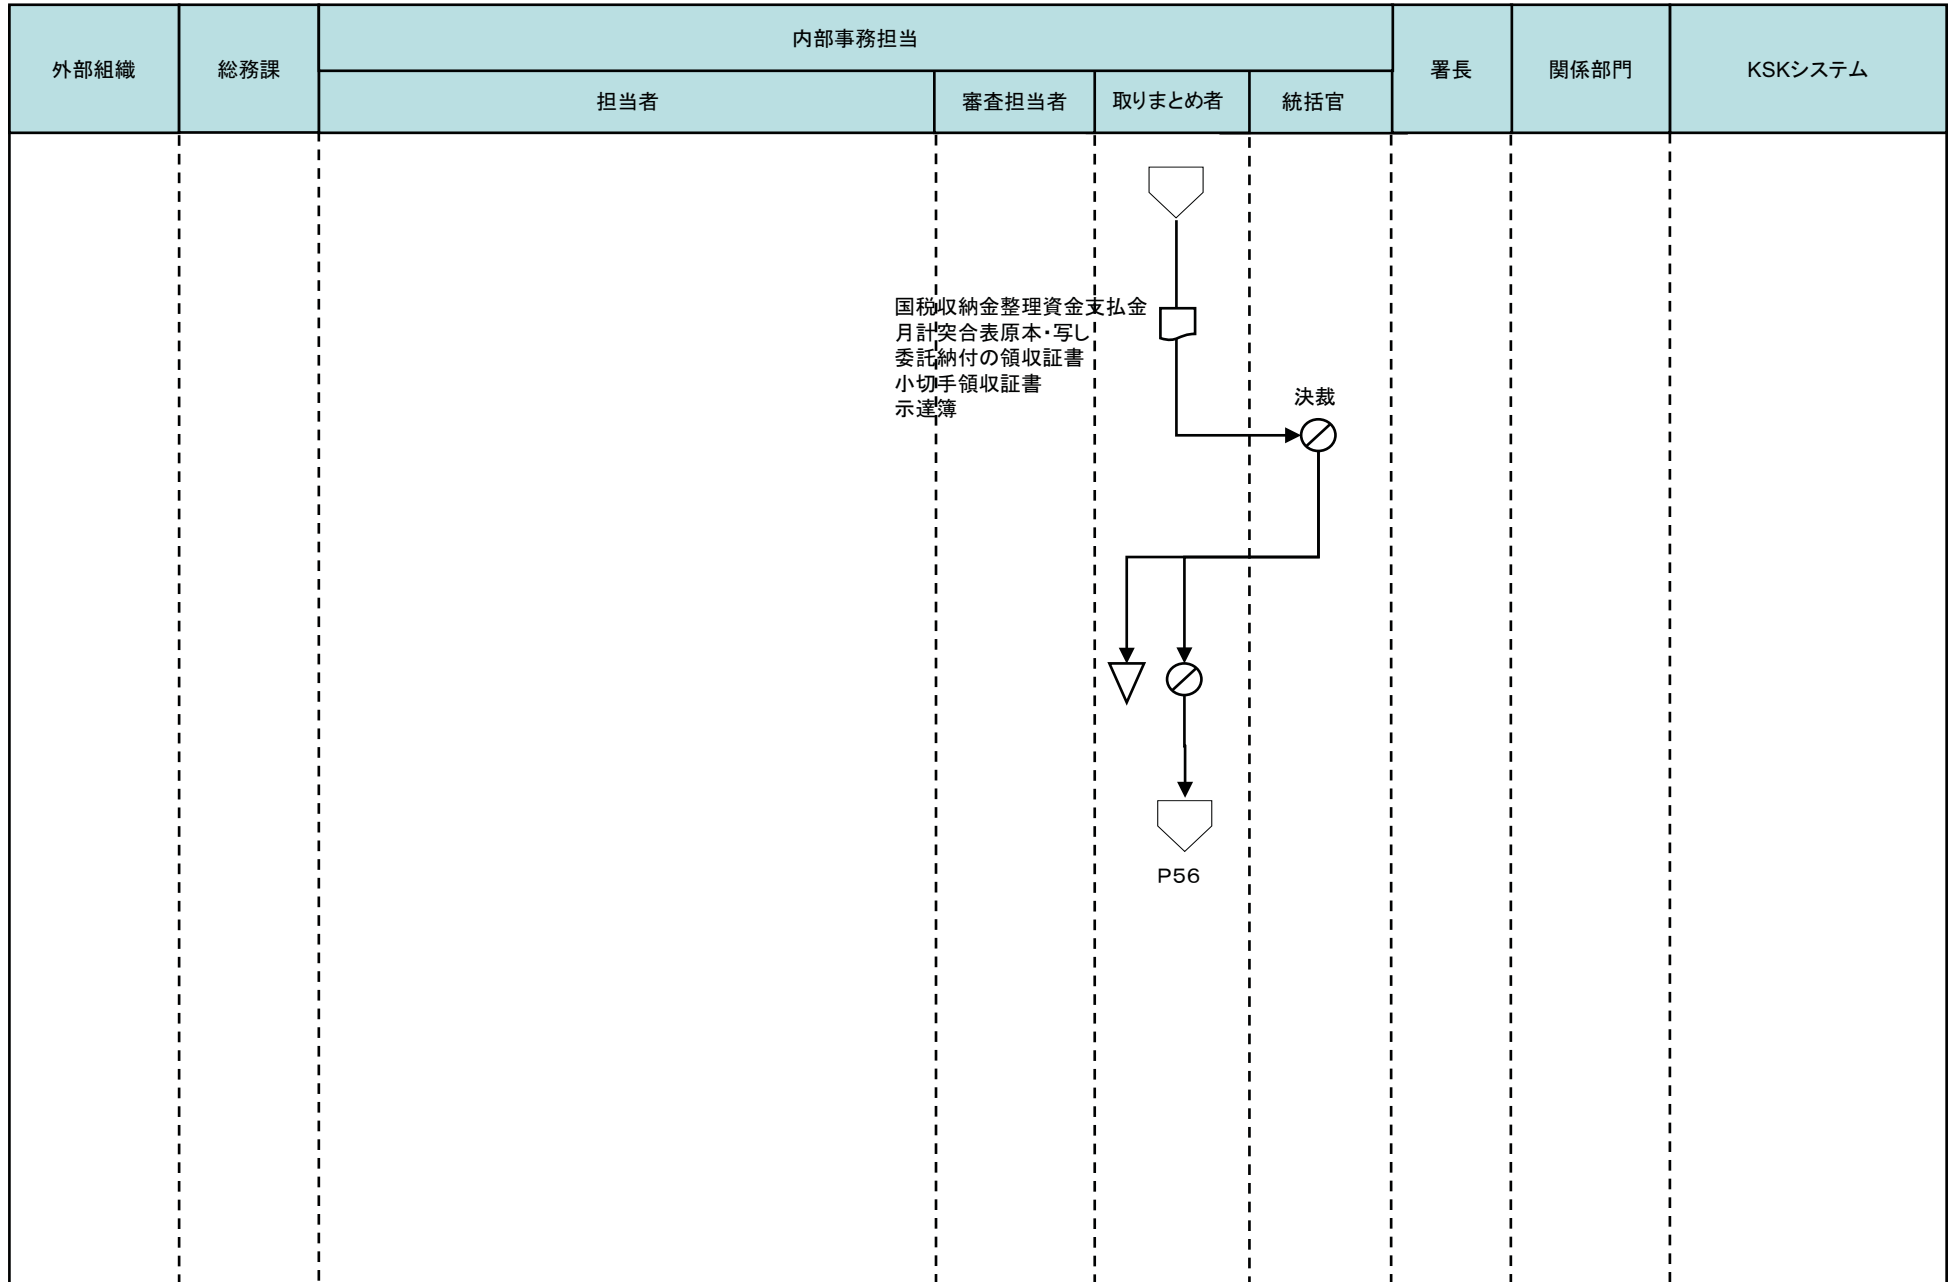 外部組織
総務課
内部事務担当
署長
関係部門
KSKシステム
担当者
審査担当者
取りまとめ者
統括官
国税収納金整理資金支払金
月計突合表原本・写し
委託納付の領収証書
小切手領収証書
示達簿
決裁
P56